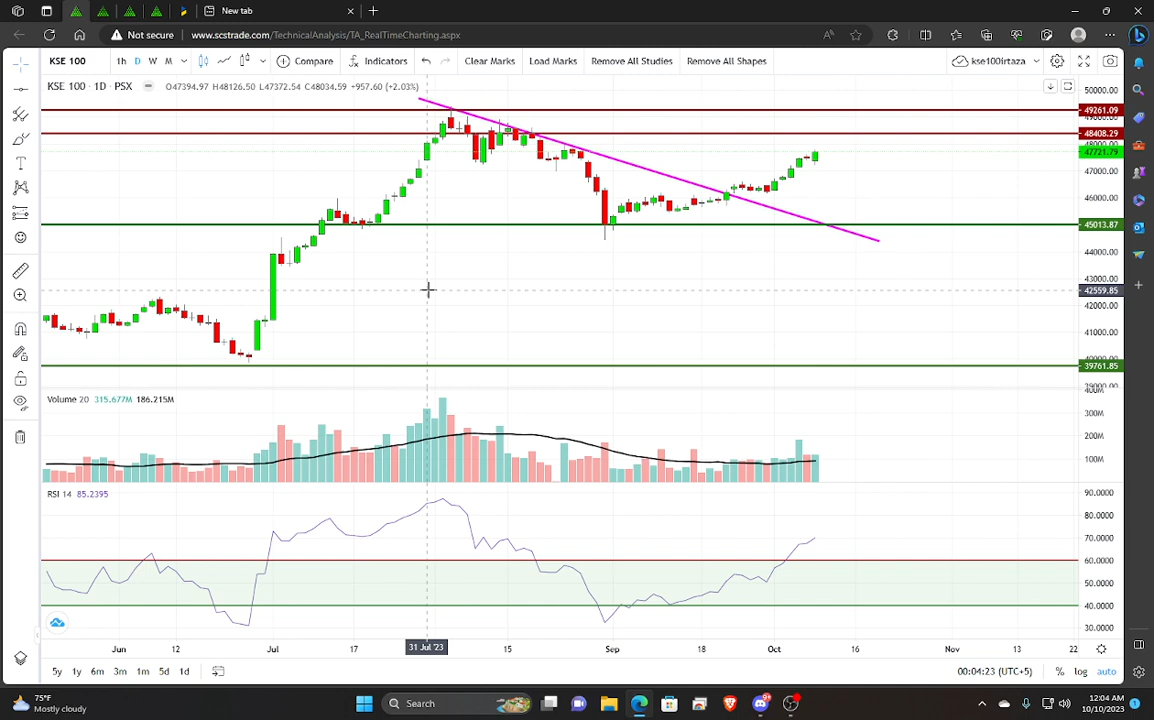 New tab
Not secure www.scstrade.com/TechnicalAnalysis/TA_RealTimeCharting.aspx
KSE 100 1h D W M Compare Indicators Clear Marks Load Marks Remove All Studies Remove All Shapes kse100irtaza
KSE 100 · 1D · PSX O47394.97 H48126.50 L47372.54 C48034.59 +957.60 (+2.03%)
50000.00
49261.09
48408.29
47721.79
47000.00
46000.00
45013.87
44000.00
43000.00
42559.85
42000.00
41000.00
39761.85
Volume 20 315.677M 186.215M
300M
200M
100M
RSI 14 85.2395
90.0000
80.0000
70.0000
60.0000
50.0000
40.0000
30.0000
Jun 12 Jul 17 31 Jul '23 15 Sep 18 Oct 16 Nov 13 22
5y 1y 6m 3m 1m 5d 1d 00:04:23 (UTC+5) % log auto
75°F
Mostly cloudy
Search
12:04 AM
10/10/2023